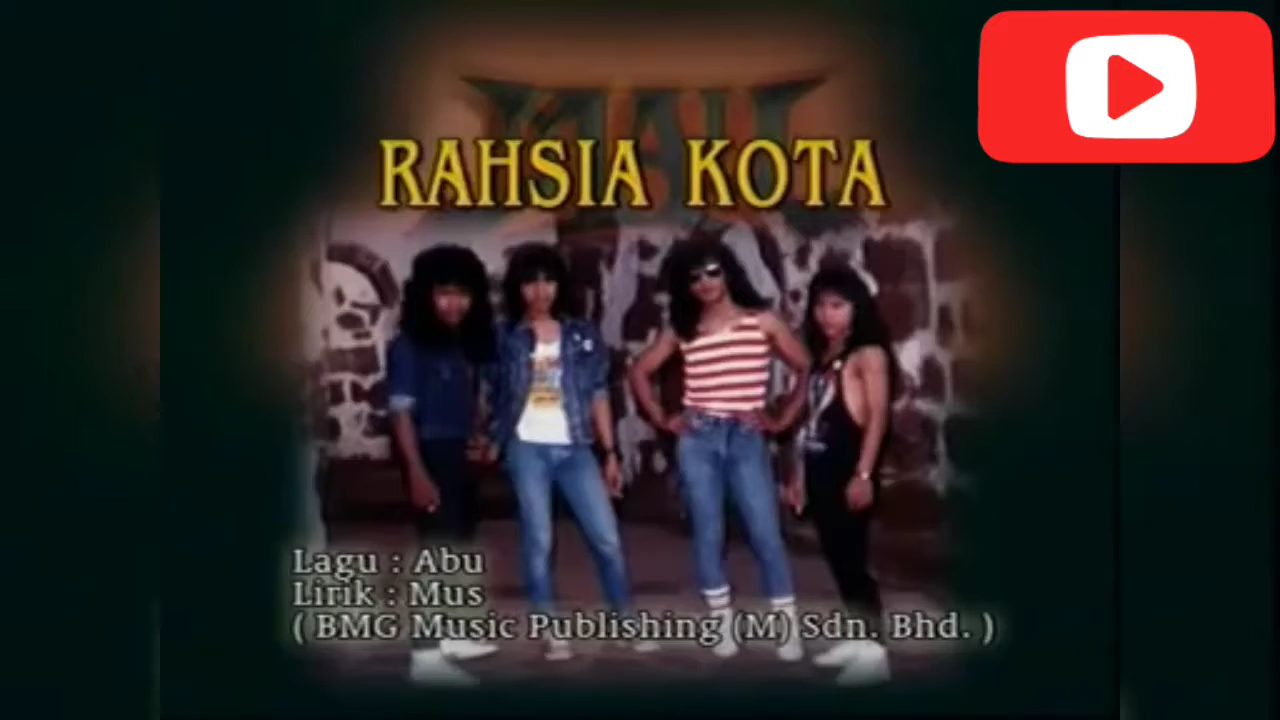 RAHSIA KOTA
Lagu : Abu
Lirik : Mus
( BMG Music Publishing (M) Sdn. Bhd. )